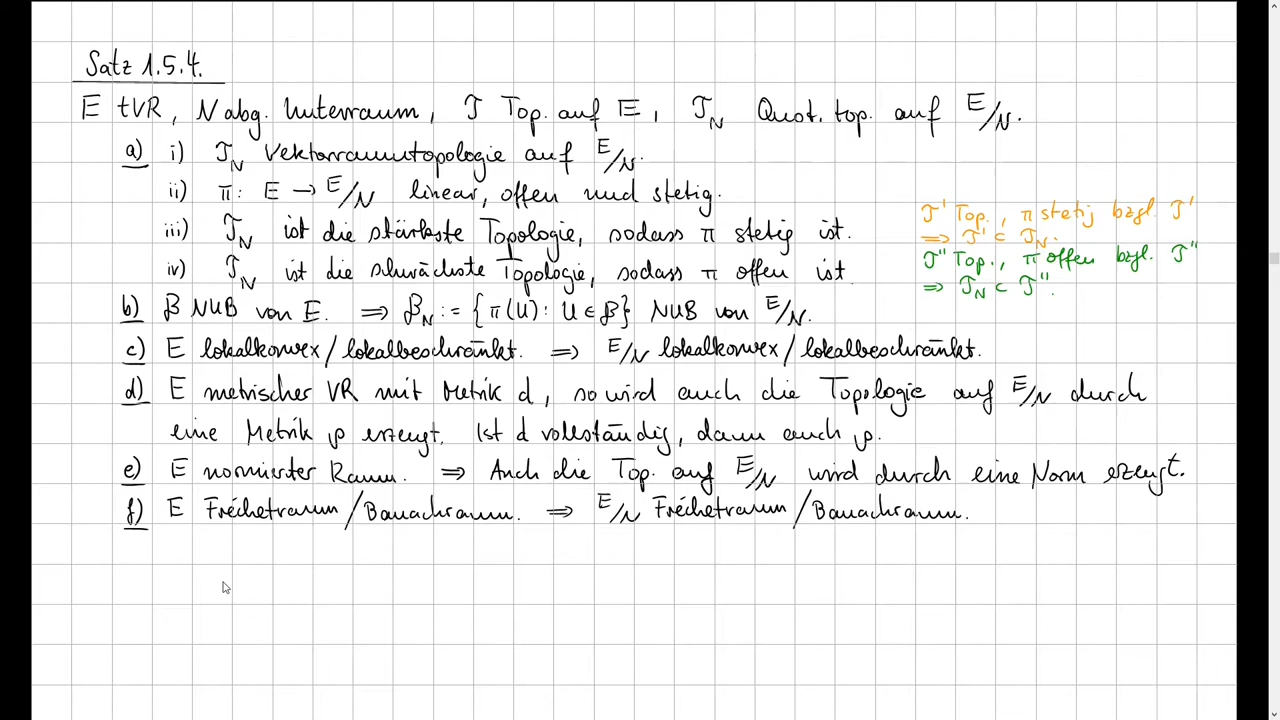 Satz 1.5.4.
E tVR, N abg. Unterraum, 𝒯 Top. auf E, 𝒯_N Quot. top. auf E/N.
a) i) 𝒯_N Vektorraumtopologie auf E/N.
ii) π: E → E/N linear, offen und stetig.
iii) 𝒯_N ist die stärkste Topologie, sodass π stetig ist.
iv) 𝒯_N ist die schwächste Topologie, sodass π offen ist
𝒯' Top., π stetig bzgl. 𝒯'
⇒ 𝒯' ⊂ 𝒯_N.
𝒯'' Top., π offen bzgl. 𝒯''
⇒ 𝒯_N ⊂ 𝒯''.
b) β NUB von E. ⇒ β_N := {π(U): U ∈ β} NUB von E/N.
c) E lokalkonvex/lokalbeschränkt. ⇒ E/N lokalkonvex/lokalbeschränkt.
d) E metrischer VR mit Metrik d, so wird auch die Topologie auf E/N durch
eine Metrik ρ erzeugt. Ist d vollständig, dann auch ρ.
e) E normierter Raum. ⇒ Auch die Top. auf E/N wird durch eine Norm erzeugt.
f) E Fréchetraum/Banachraum. ⇒ E/N Fréchetraum/Banachraum.